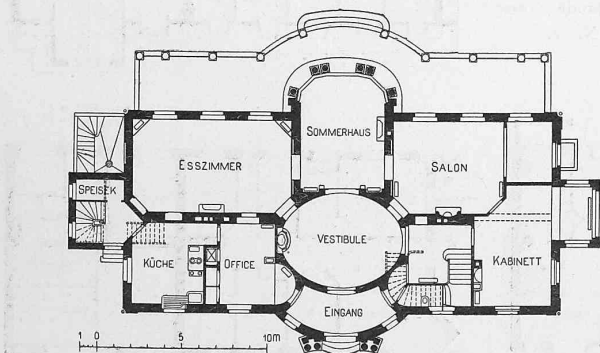 SOMMERHAUS
ESSZIMMER
SALON
SPEISEK
VESTIBULE
KÜCHE
OFFICE
KABINETT
EINGANG
1 0 5 10m